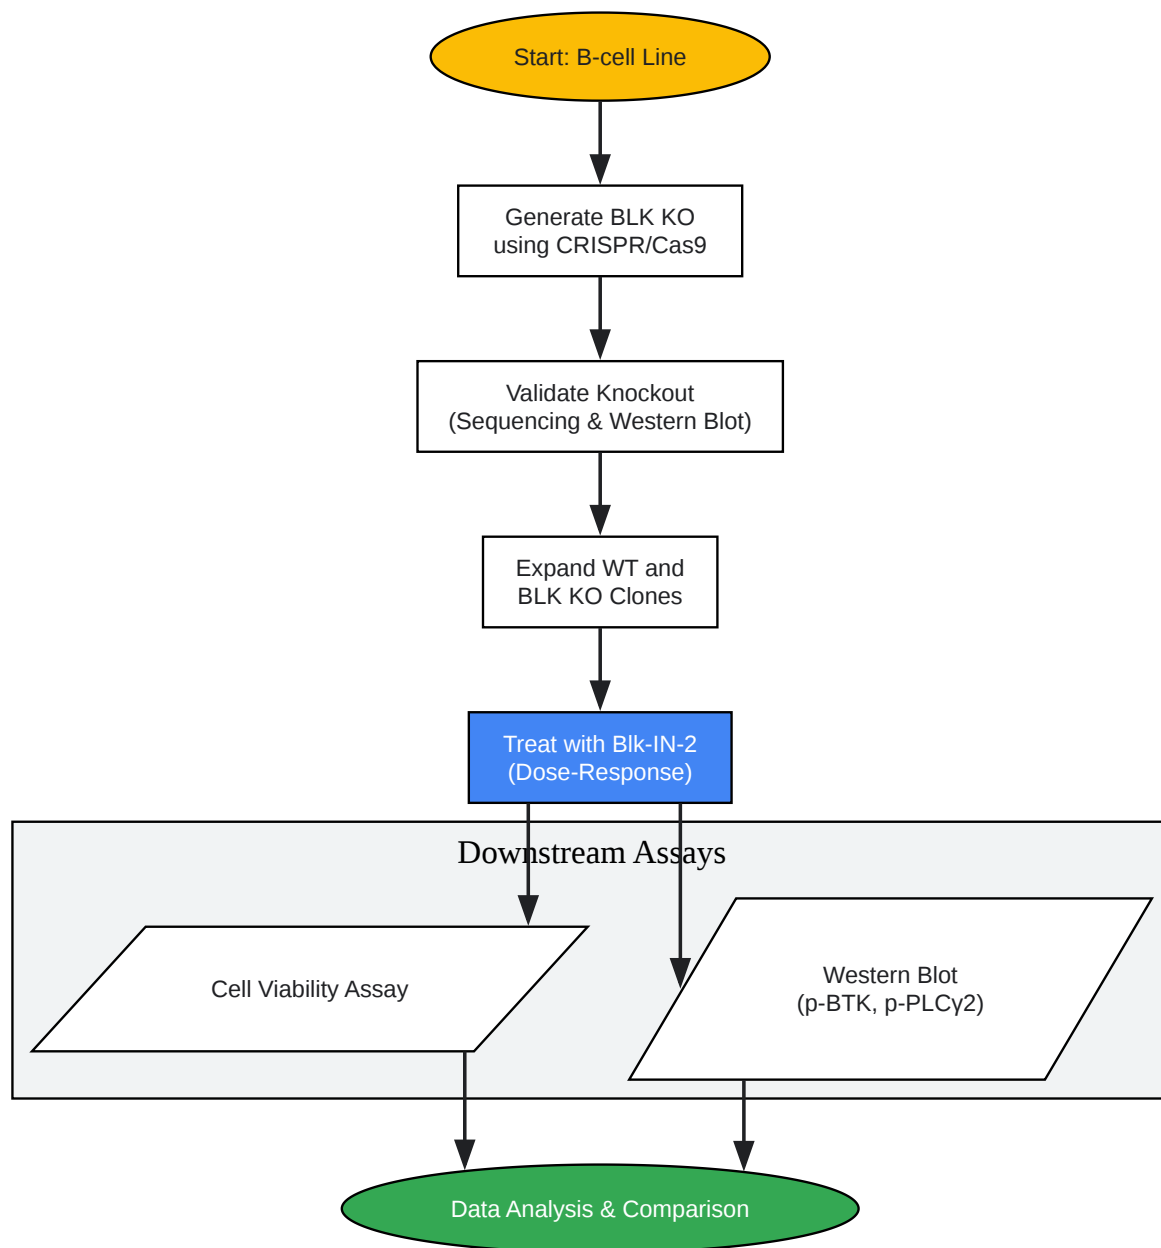 Start: B-cell Line
Generate BLK KO
using CRISPR/Cas9
Validate Knockout
(Sequencing & Western Blot)
Expand WT and
BLK KO Clones
Treat with Blk-IN-2
(Dose-Response)
Downstream Assays
Cell Viability Assay
Western Blot
(p-BTK, p-PLCγ2)
Data Analysis & Comparison